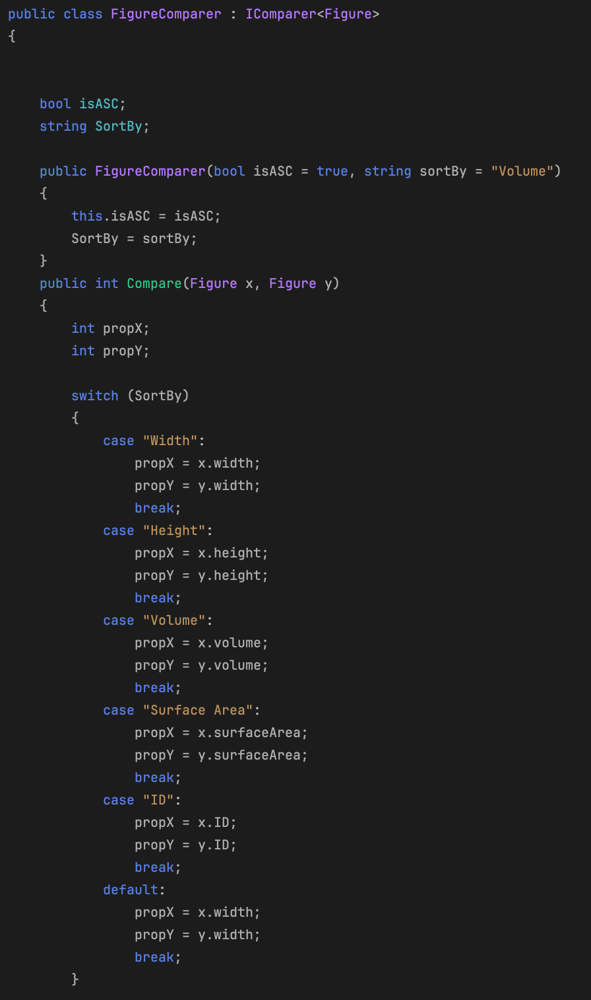 public class FigureComparer : IComparer<Figure>
{
    bool isASC;
    string SortBy;
    public FigureComparer(bool isASC = true, string sortBy = "Volume")
    {
        this.isASC = isASC;
        SortBy = sortBy;
    }
    public int Compare(Figure x, Figure y)
    {
        int propX;
        int propY;
        switch (SortBy)
        {
            case "Width":
                propX = x.width;
                propY = y.width;
                break;
            case "Height":
                propX = x.height;
                propY = y.height;
                break;
            case "Volume":
                propX = x.volume;
                propY = y.volume;
                break;
            case "Surface Area":
                propX = x.surfaceArea;
                propY = y.surfaceArea;
                break;
            case "ID":
                propX = x.ID;
                propY = y.ID;
                break;
            default:
                propX = x.width;
                propY = y.width;
                break;
        }